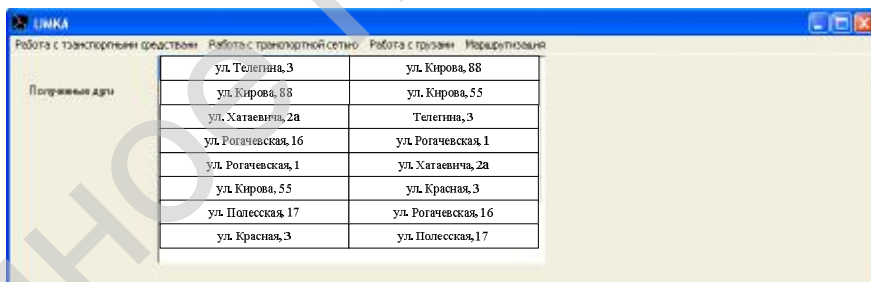 UMKA
Работа с транспортными средствами Работа с транспортной сетью Работа с грузами Маршрутизация
ул. Телегина, 3 ул. Кирова, 88
Полученные дуги ул. Кирова, 88 ул. Кирова, 55
ул. Хатаевича, 2а Телегина, 3
ул. Рогачевская, 16 ул. Рогачевская, 1
ул. Рогачевская, 1 ул. Хатаевича, 2а
ул. Кирова, 55 ул. Красная, 3
ул. Полесская, 17 ул. Рогачевская, 16
ул. Красная, 3 ул. Полесская, 17